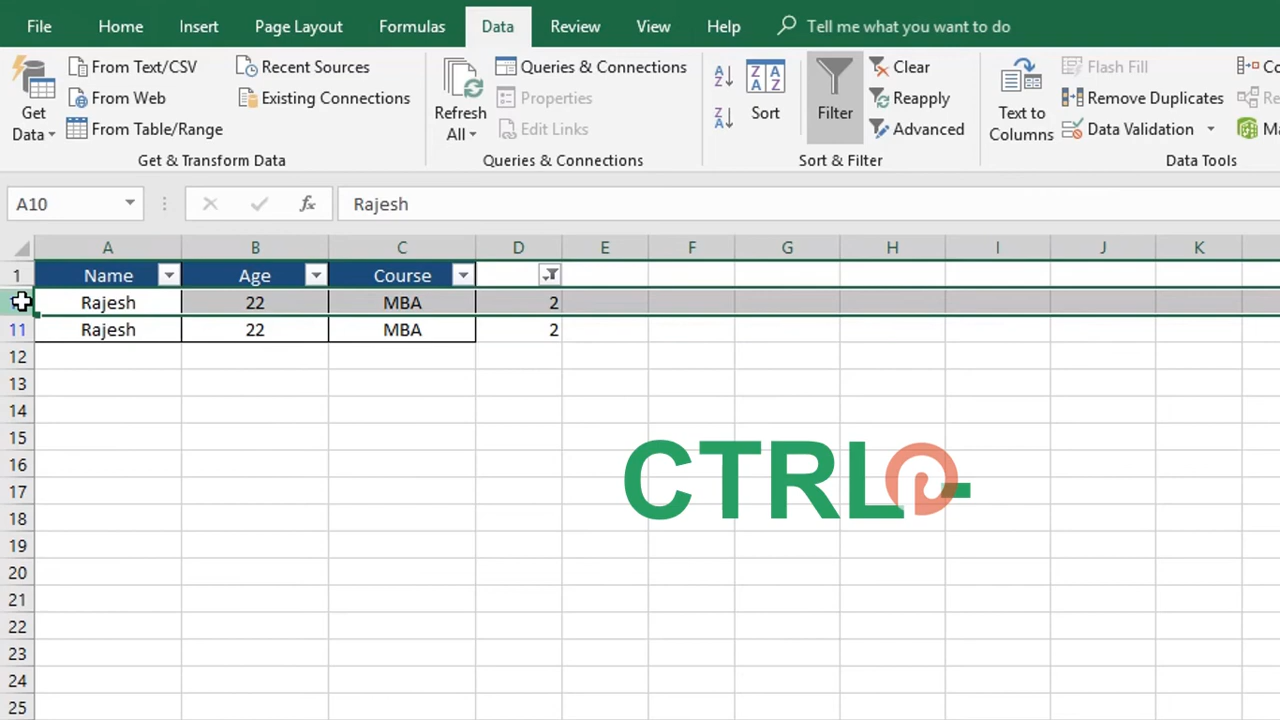 File Home Insert Page Layout Formulas Data Review View Help Tell me what you want to do
From Text/CSV Recent Sources Queries & Connections Clear Flash Fill
Get Data From Web Existing Connections Refresh All Properties Sort Filter Reapply Text to Columns Remove Duplicates
From Table/Range Edit Links Advanced Data Validation
Get & Transform Data Queries & Connections Sort & Filter Data Tools
A10 fx Rajesh
A B C D E F G H I J K
1 Name Age Course
Rajesh 22 MBA 2
11 Rajesh 22 MBA 2
12
13
14
15
16
17
18
19
20
21
22
23
24
25
CTRL -